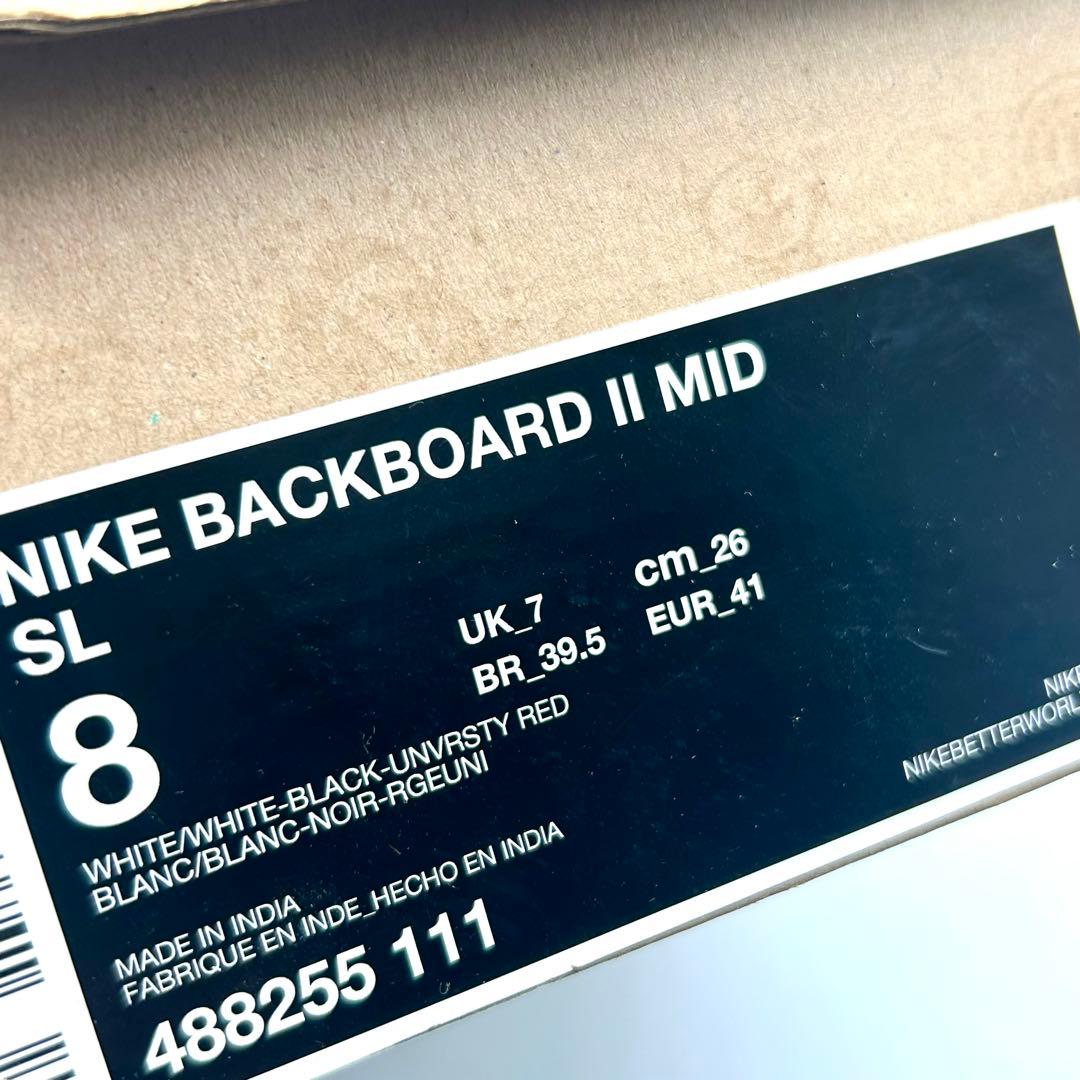 NIKE BACKBOARD II MID
SL
8
UK_7
cm_26
BR_39.5
EUR_41
WHITE/WHITE-BLACK-UNVRSTY RED
BLANC/BLANC-NOIR-RGEUNI
MADE IN INDIA
FABRIQUE EN INDE_HECHO EN INDIA
488255 111
NIKE
NIKEBETTERWORL